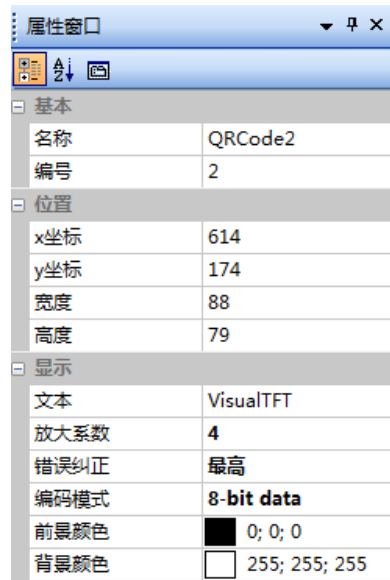 属性窗口
基本
名称 QRCode2
编号 2
位置
x坐标 614
y坐标 174
宽度 88
高度 79
显示
文本 VisualTFT
放大系数 4
错误纠正 最高
编码模式 8-bit data
前景颜色 0; 0; 0
背景颜色 255; 255; 255